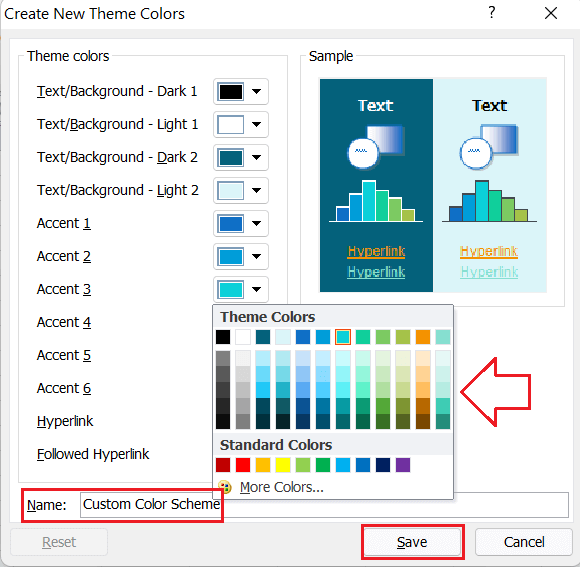 Create New Theme Colors
?
Theme colors
Text/Background - Dark 1
Text/Background - Light 1
Text/Background - Dark 2
Text/Background - Light 2
Accent 1
Accent 2
Accent 3
Accent 4
Accent 5
Accent 6
Hyperlink
Followed Hyperlink
Sample
Text Text
Hyperlink Hyperlink
Hyperlink Hyperlink
Theme Colors
Standard Colors
More Colors...
Name: Custom Color Scheme
Reset Save Cancel